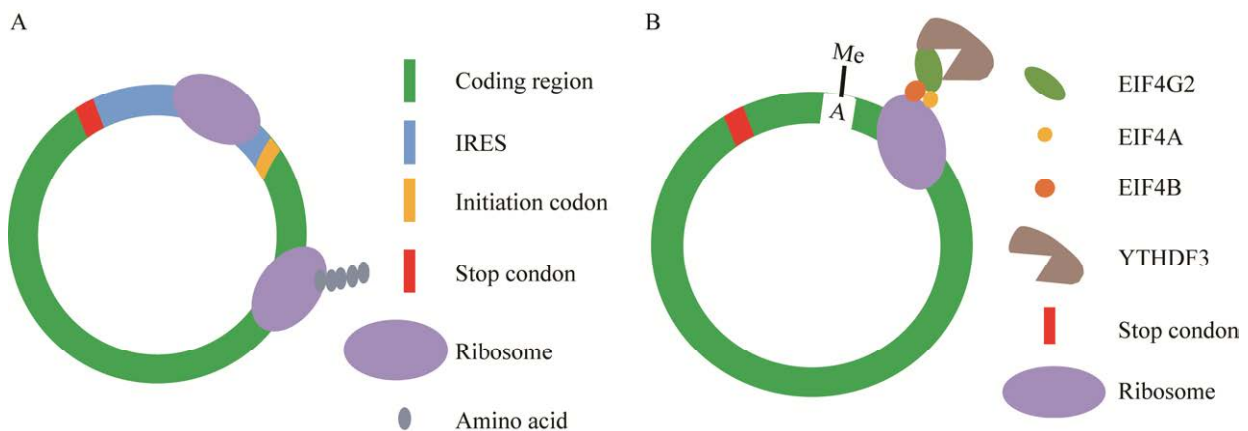 A
Coding region
IRES
Initiation codon
Stop condon
Ribosome
Amino acid
B
Me
A
EIF4G2
EIF4A
EIF4B
YTHDF3
Stop condon
Ribosome